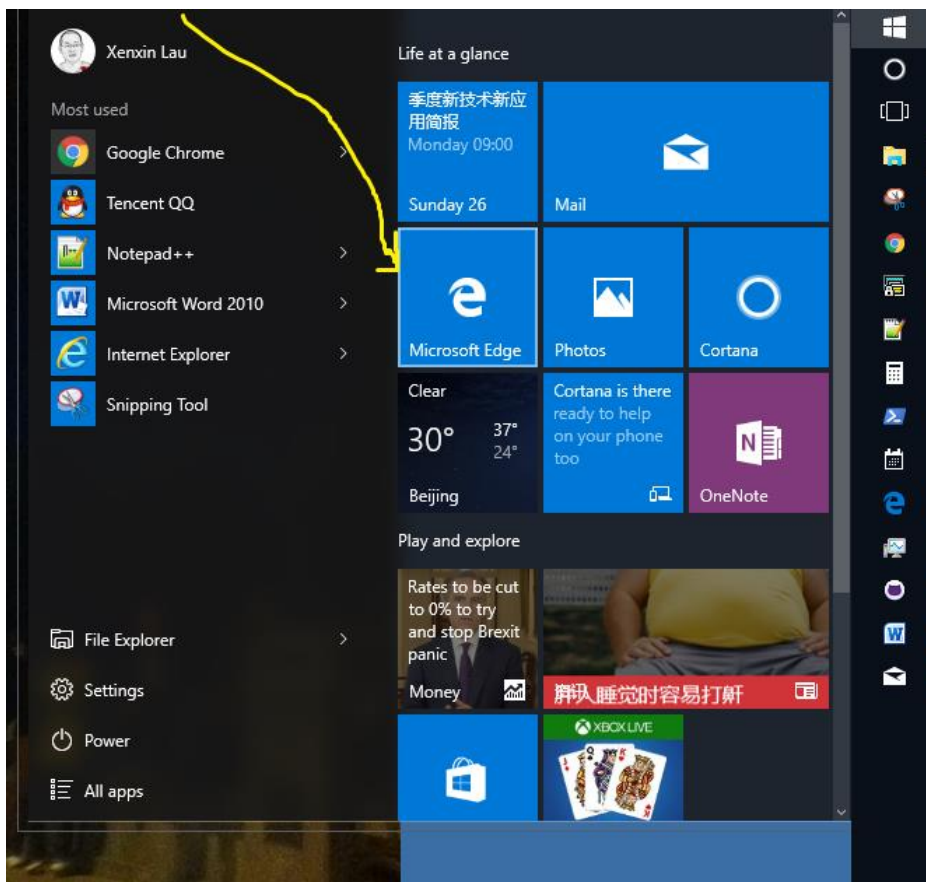 Xenxin Lau
Most used
Google Chrome
Tencent QQ
Notepad++
Microsoft Word 2010
Internet Explorer
Snipping Tool
File Explorer
Settings
Power
All apps
Life at a glance
季度新技术新应
用简报
Monday 09:00
Sunday 26
Mail
Microsoft Edge
Photos
Cortana
Clear
30°
37°
24°
Beijing
Cortana is there
ready to help
on your phone
too
N
OneNote
Play and explore
Rates to be cut
to 0% to try
and stop Brexit
panic
Money
人睡觉时容易打鼾
XBOX LIVE